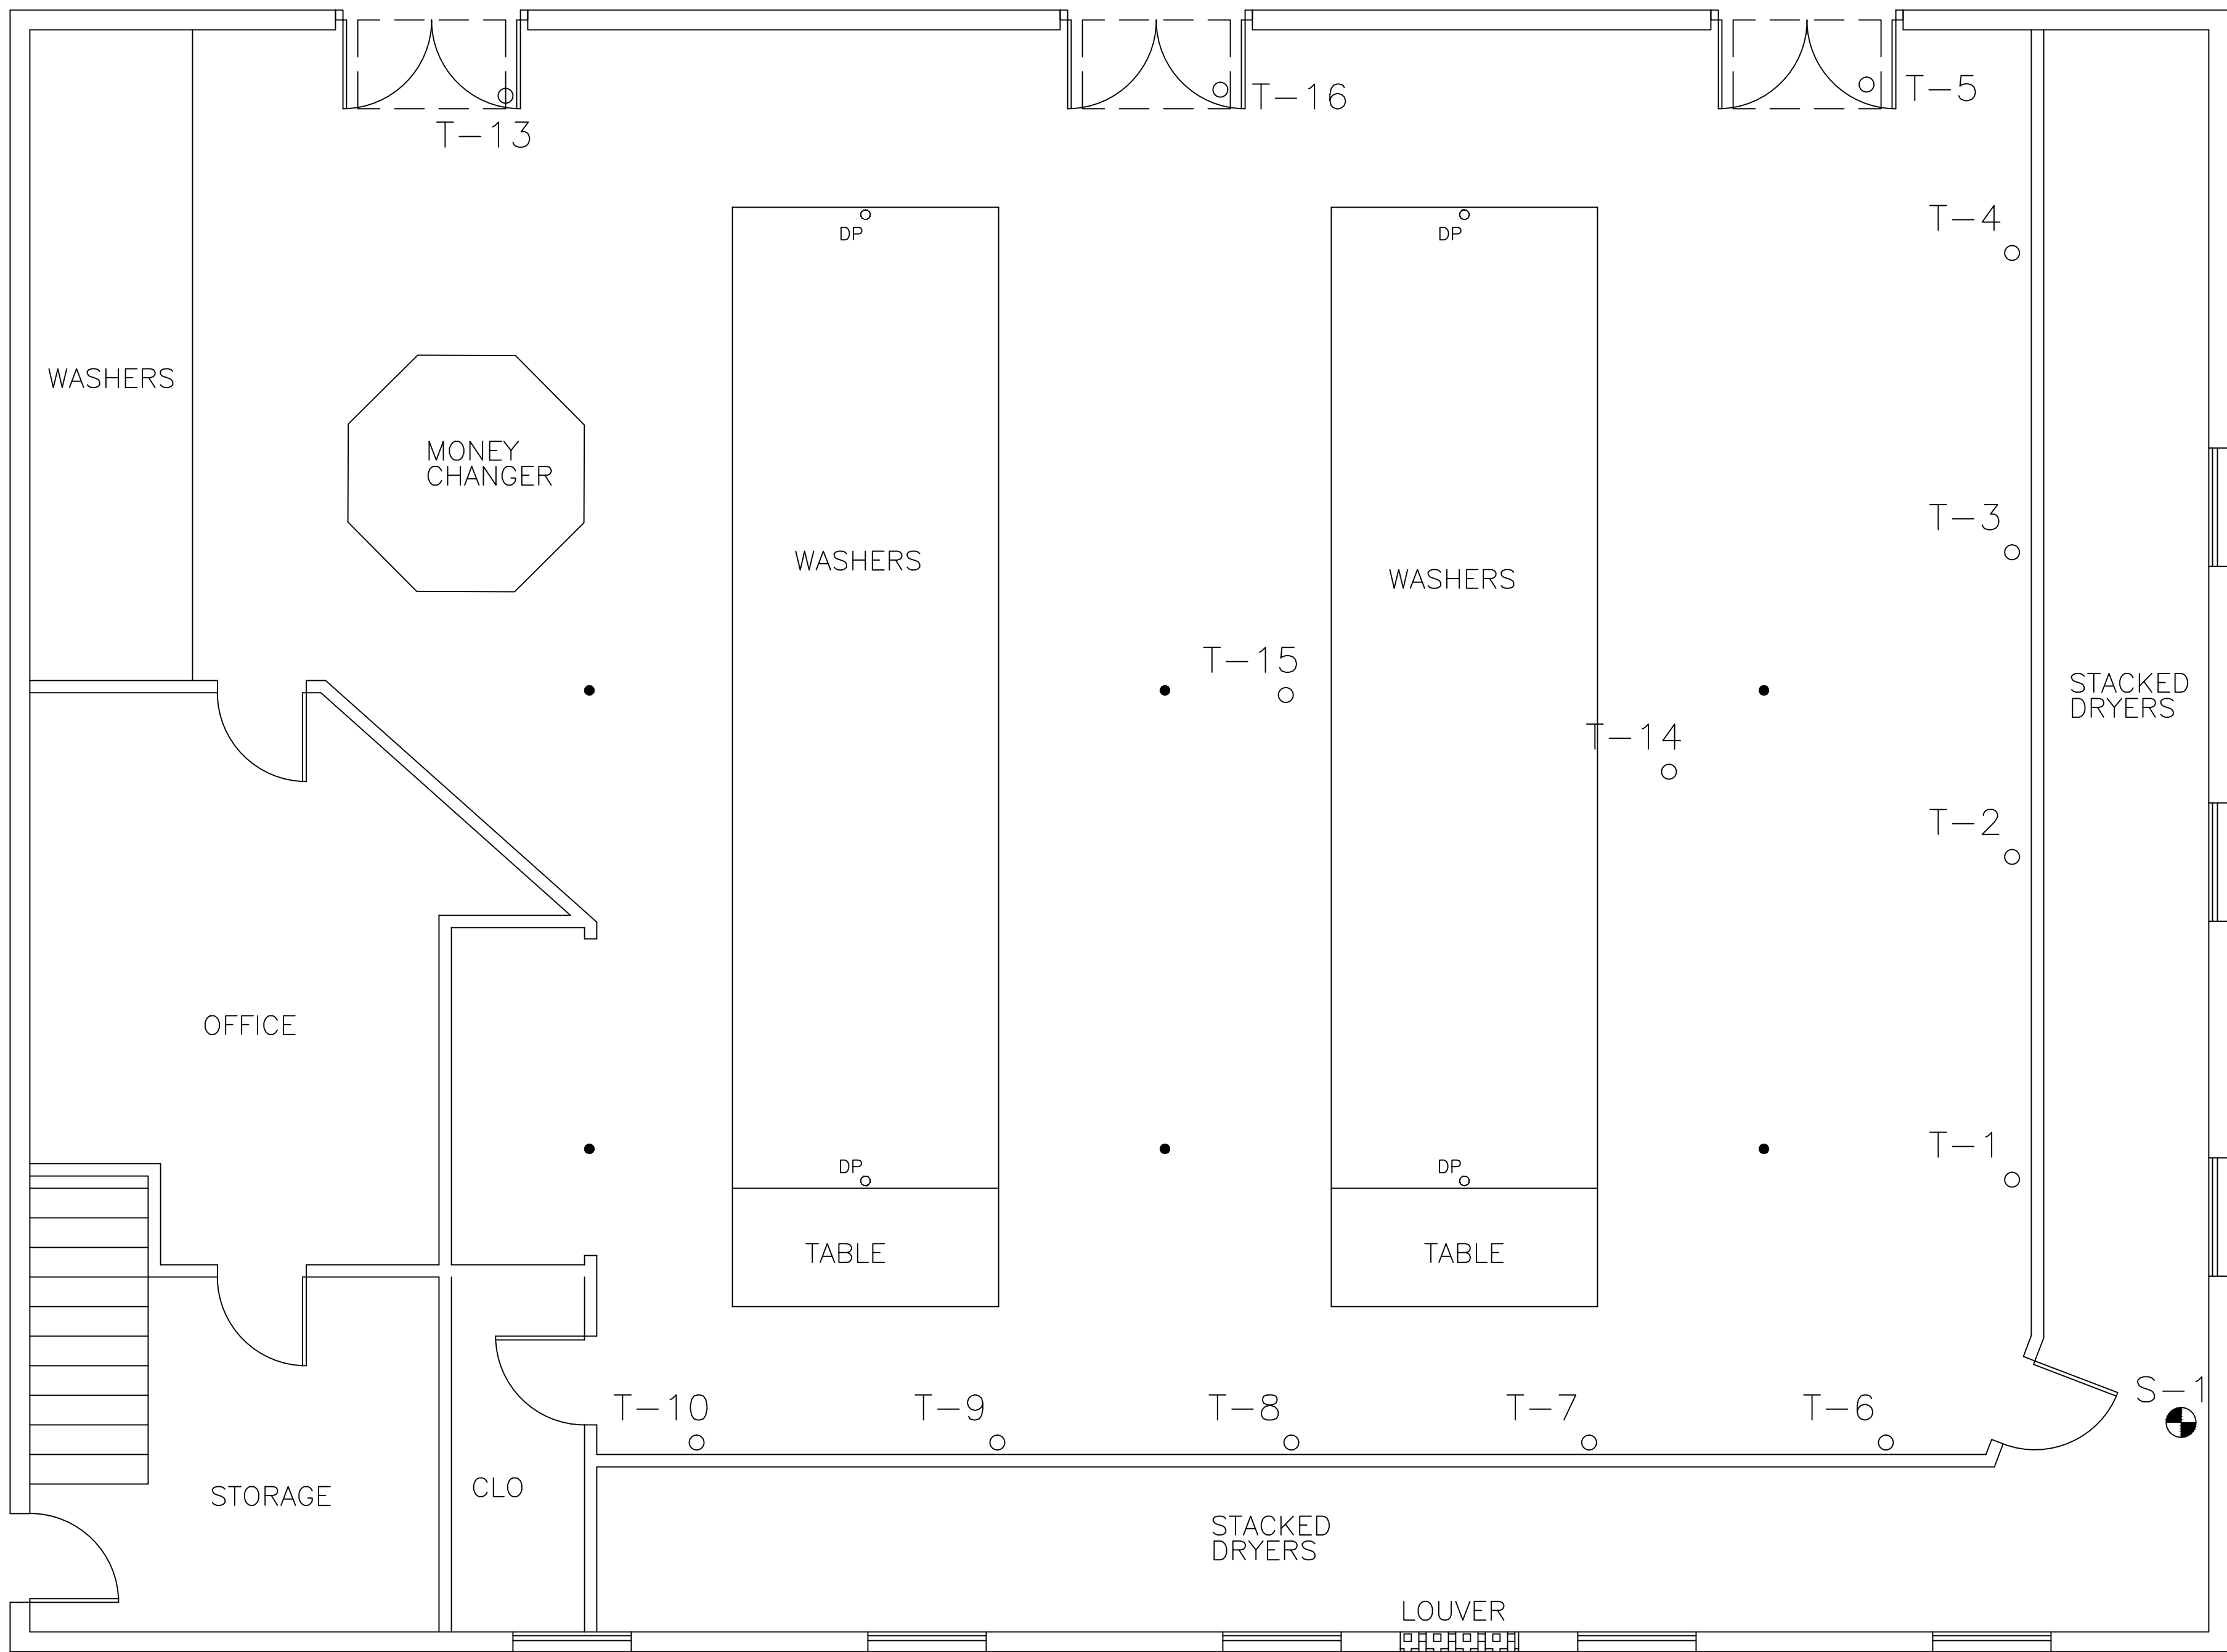 T-13
T-16
T-5
T-4
DP
DP
WASHERS
MONEY
CHANGER
T-3
WASHERS
WASHERS
T-15
STACKED
DRYERS
T-14
T-2
OFFICE
T-1
DP
DP
TABLE
TABLE
S-1
T-10
T-9
T-8
T-7
T-6
STORAGE
CLO
STACKED
DRYERS
LOUVER